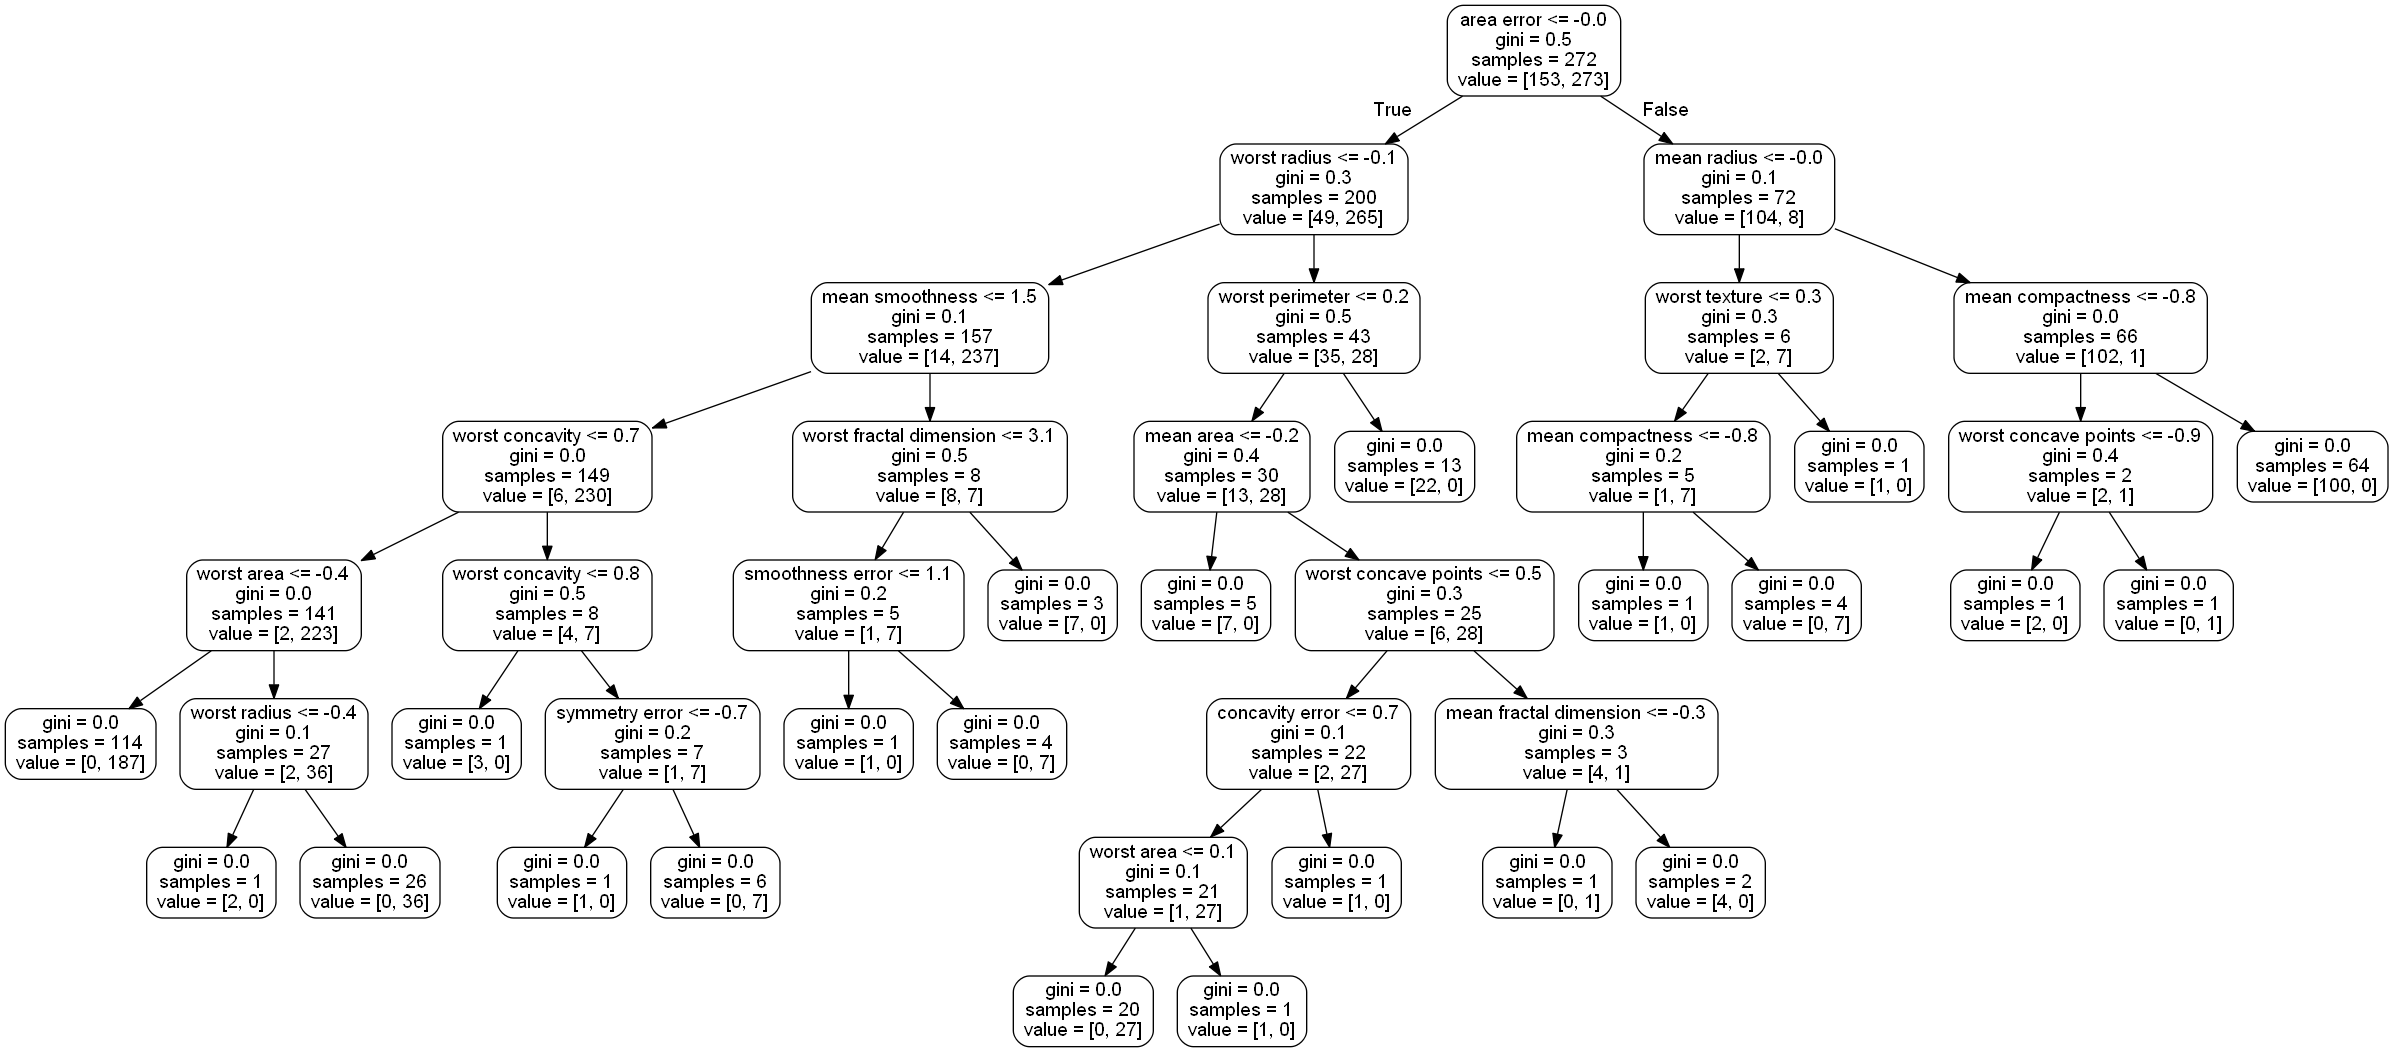 area error <= -0.0
gini = 0.5
samples = 272
value = [153, 273]
True
False
worst radius <= -0.1
gini = 0.3
samples = 200
value = [49, 265]
mean radius <= -0.0
gini = 0.1
samples = 72
value = [104, 8]
mean smoothness <= 1.5
gini = 0.1
samples = 157
value = [14, 237]
worst perimeter <= 0.2
gini = 0.5
samples = 43
value = [35, 28]
worst texture <= 0.3
gini = 0.3
samples = 6
value = [2, 7]
mean compactness <= -0.8
gini = 0.0
samples = 66
value = [102, 1]
worst concavity <= 0.7
gini = 0.0
samples = 149
value = [6, 230]
worst fractal dimension <= 3.1
gini = 0.5
samples = 8
value = [8, 7]
mean area <= -0.2
gini = 0.4
samples = 30
value = [13, 28]
gini = 0.0
samples = 13
value = [22, 0]
mean compactness <= -0.8
gini = 0.2
samples = 5
value = [1, 7]
gini = 0.0
samples = 1
value = [1, 0]
worst concave points <= -0.9
gini = 0.4
samples = 2
value = [2, 1]
gini = 0.0
samples = 64
value = [100, 0]
worst area <= -0.4
gini = 0.0
samples = 141
value = [2, 223]
worst concavity <= 0.8
gini = 0.5
samples = 8
value = [4, 7]
smoothness error <= 1.1
gini = 0.2
samples = 5
value = [1, 7]
gini = 0.0
samples = 3
value = [7, 0]
gini = 0.0
samples = 5
value = [7, 0]
worst concave points <= 0.5
gini = 0.3
samples = 25
value = [6, 28]
gini = 0.0
samples = 1
value = [1, 0]
gini = 0.0
samples = 4
value = [0, 7]
gini = 0.0
samples = 1
value = [2, 0]
gini = 0.0
samples = 1
value = [0, 1]
gini = 0.0
samples = 114
value = [0, 187]
worst radius <= -0.4
gini = 0.1
samples = 27
value = [2, 36]
gini = 0.0
samples = 1
value = [3, 0]
symmetry error <= -0.7
gini = 0.2
samples = 7
value = [1, 7]
gini = 0.0
samples = 1
value = [1, 0]
gini = 0.0
samples = 4
value = [0, 7]
concavity error <= 0.7
gini = 0.1
samples = 22
value = [2, 27]
mean fractal dimension <= -0.3
gini = 0.3
samples = 3
value = [4, 1]
gini = 0.0
samples = 1
value = [2, 0]
gini = 0.0
samples = 26
value = [0, 36]
gini = 0.0
samples = 1
value = [1, 0]
gini = 0.0
samples = 6
value = [0, 7]
worst area <= 0.1
gini = 0.1
samples = 21
value = [1, 27]
gini = 0.0
samples = 1
value = [1, 0]
gini = 0.0
samples = 1
value = [0, 1]
gini = 0.0
samples = 2
value = [4, 0]
gini = 0.0
samples = 20
value = [0, 27]
gini = 0.0
samples = 1
value = [1, 0]